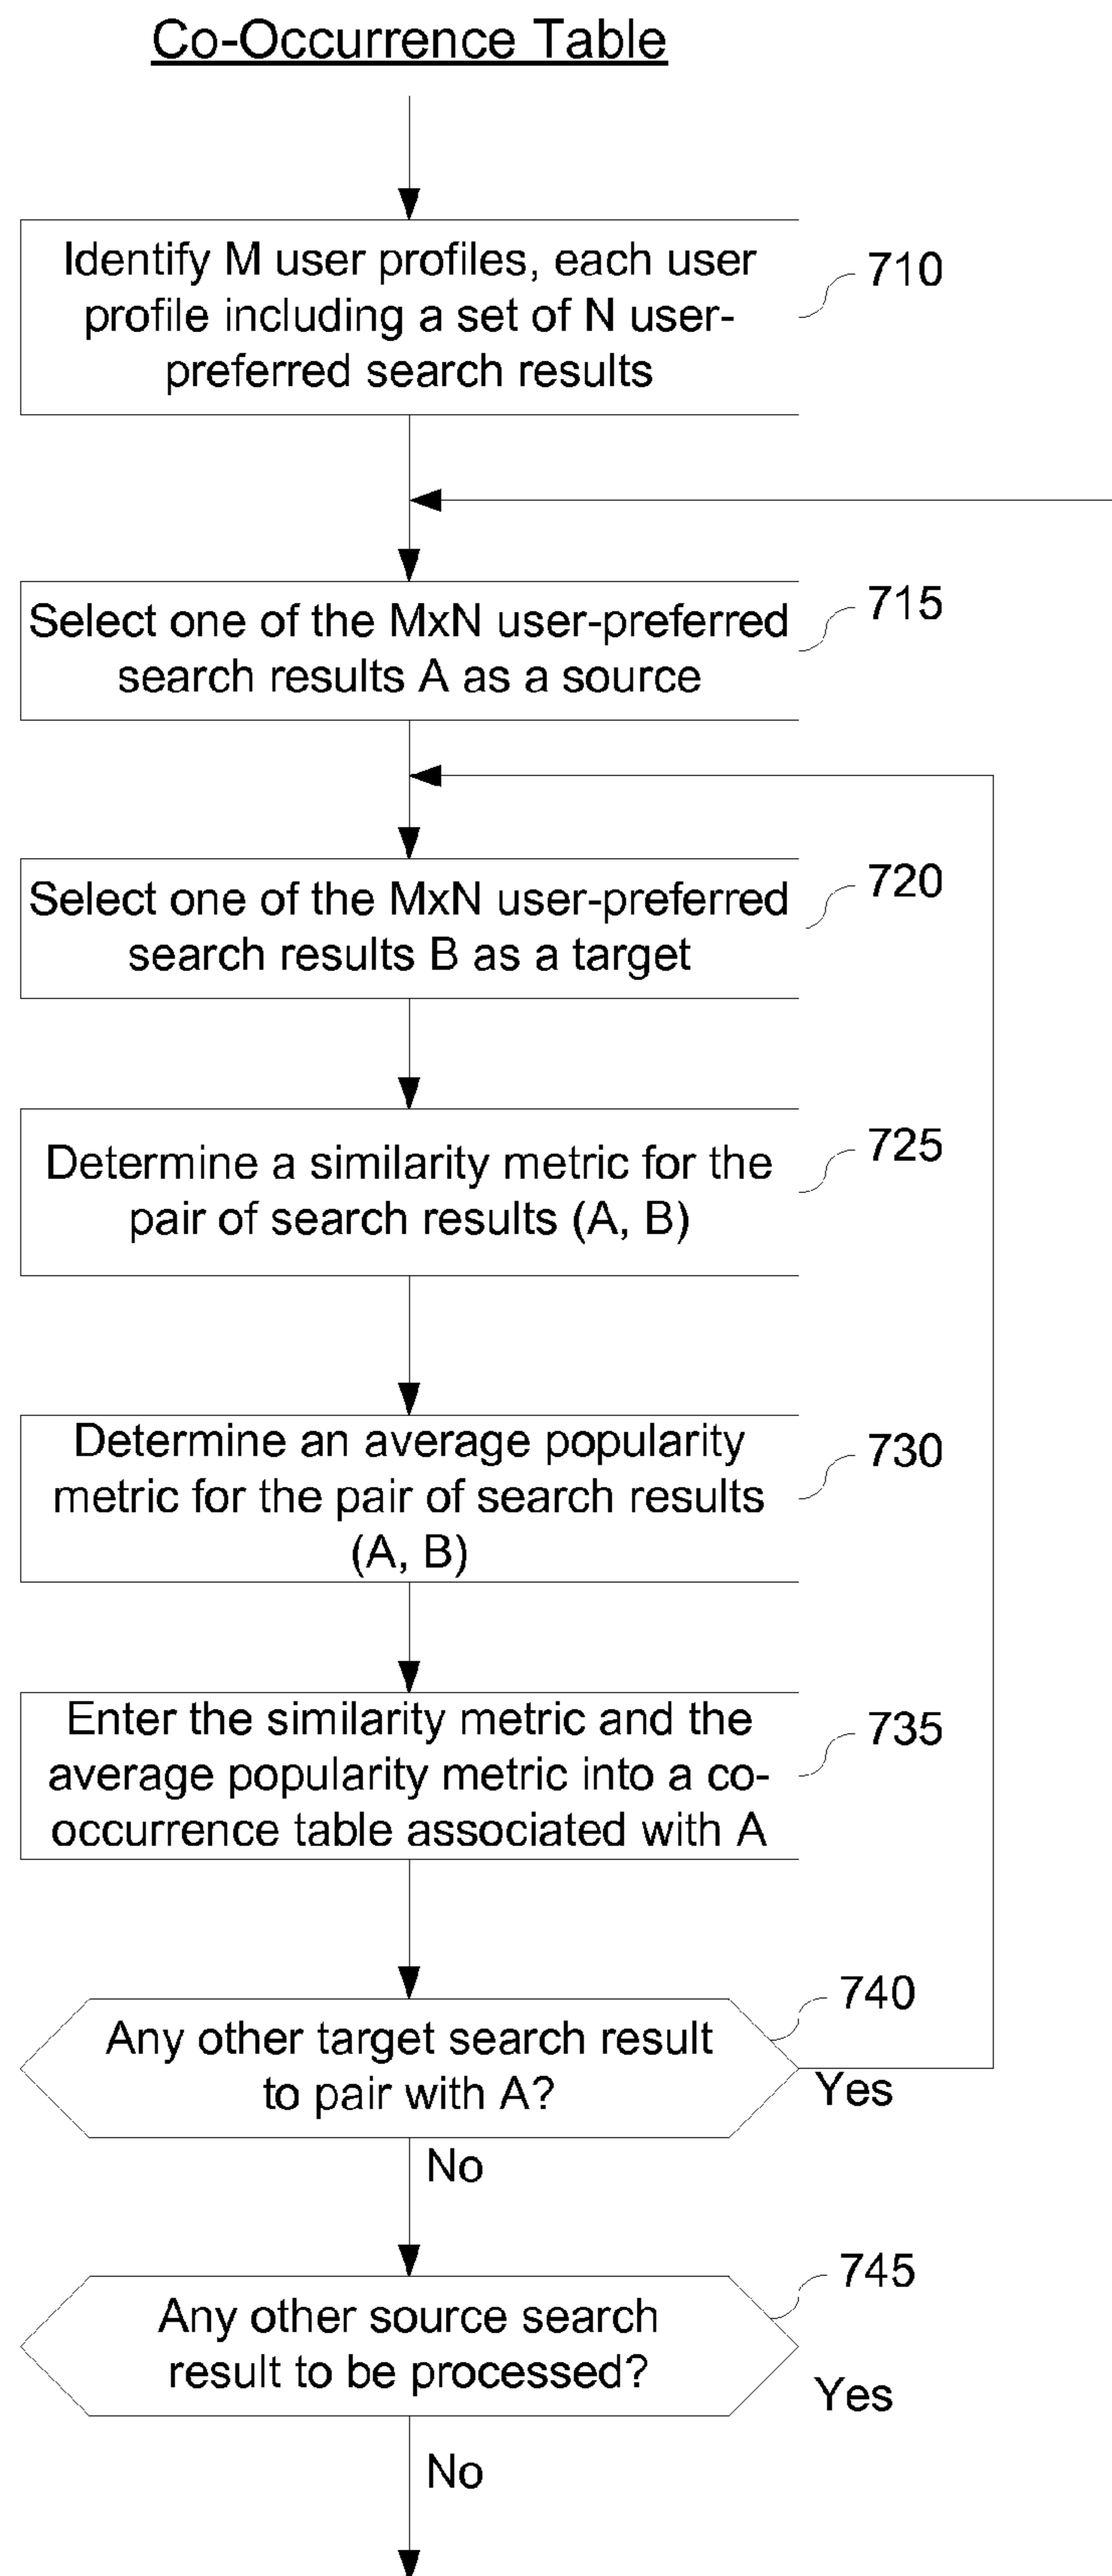 Co-Occurrence Table
Identify M user profiles, each user
profile including a set of N user-
preferred search results
710
Select one of the MxN user-preferred
search results A as a source
715
Select one of the MxN user-preferred
search results B as a target
720
Determine a similarity metric for the
pair of search results (A, B)
725
Determine an average popularity
metric for the pair of search results
(A, B)
730
Enter the similarity metric and the
average popularity metric into a co-
occurrence table associated with A
735
Any other target search result
to pair with A?
740
Yes
No
Any other source search
result to be processed?
745
Yes
No